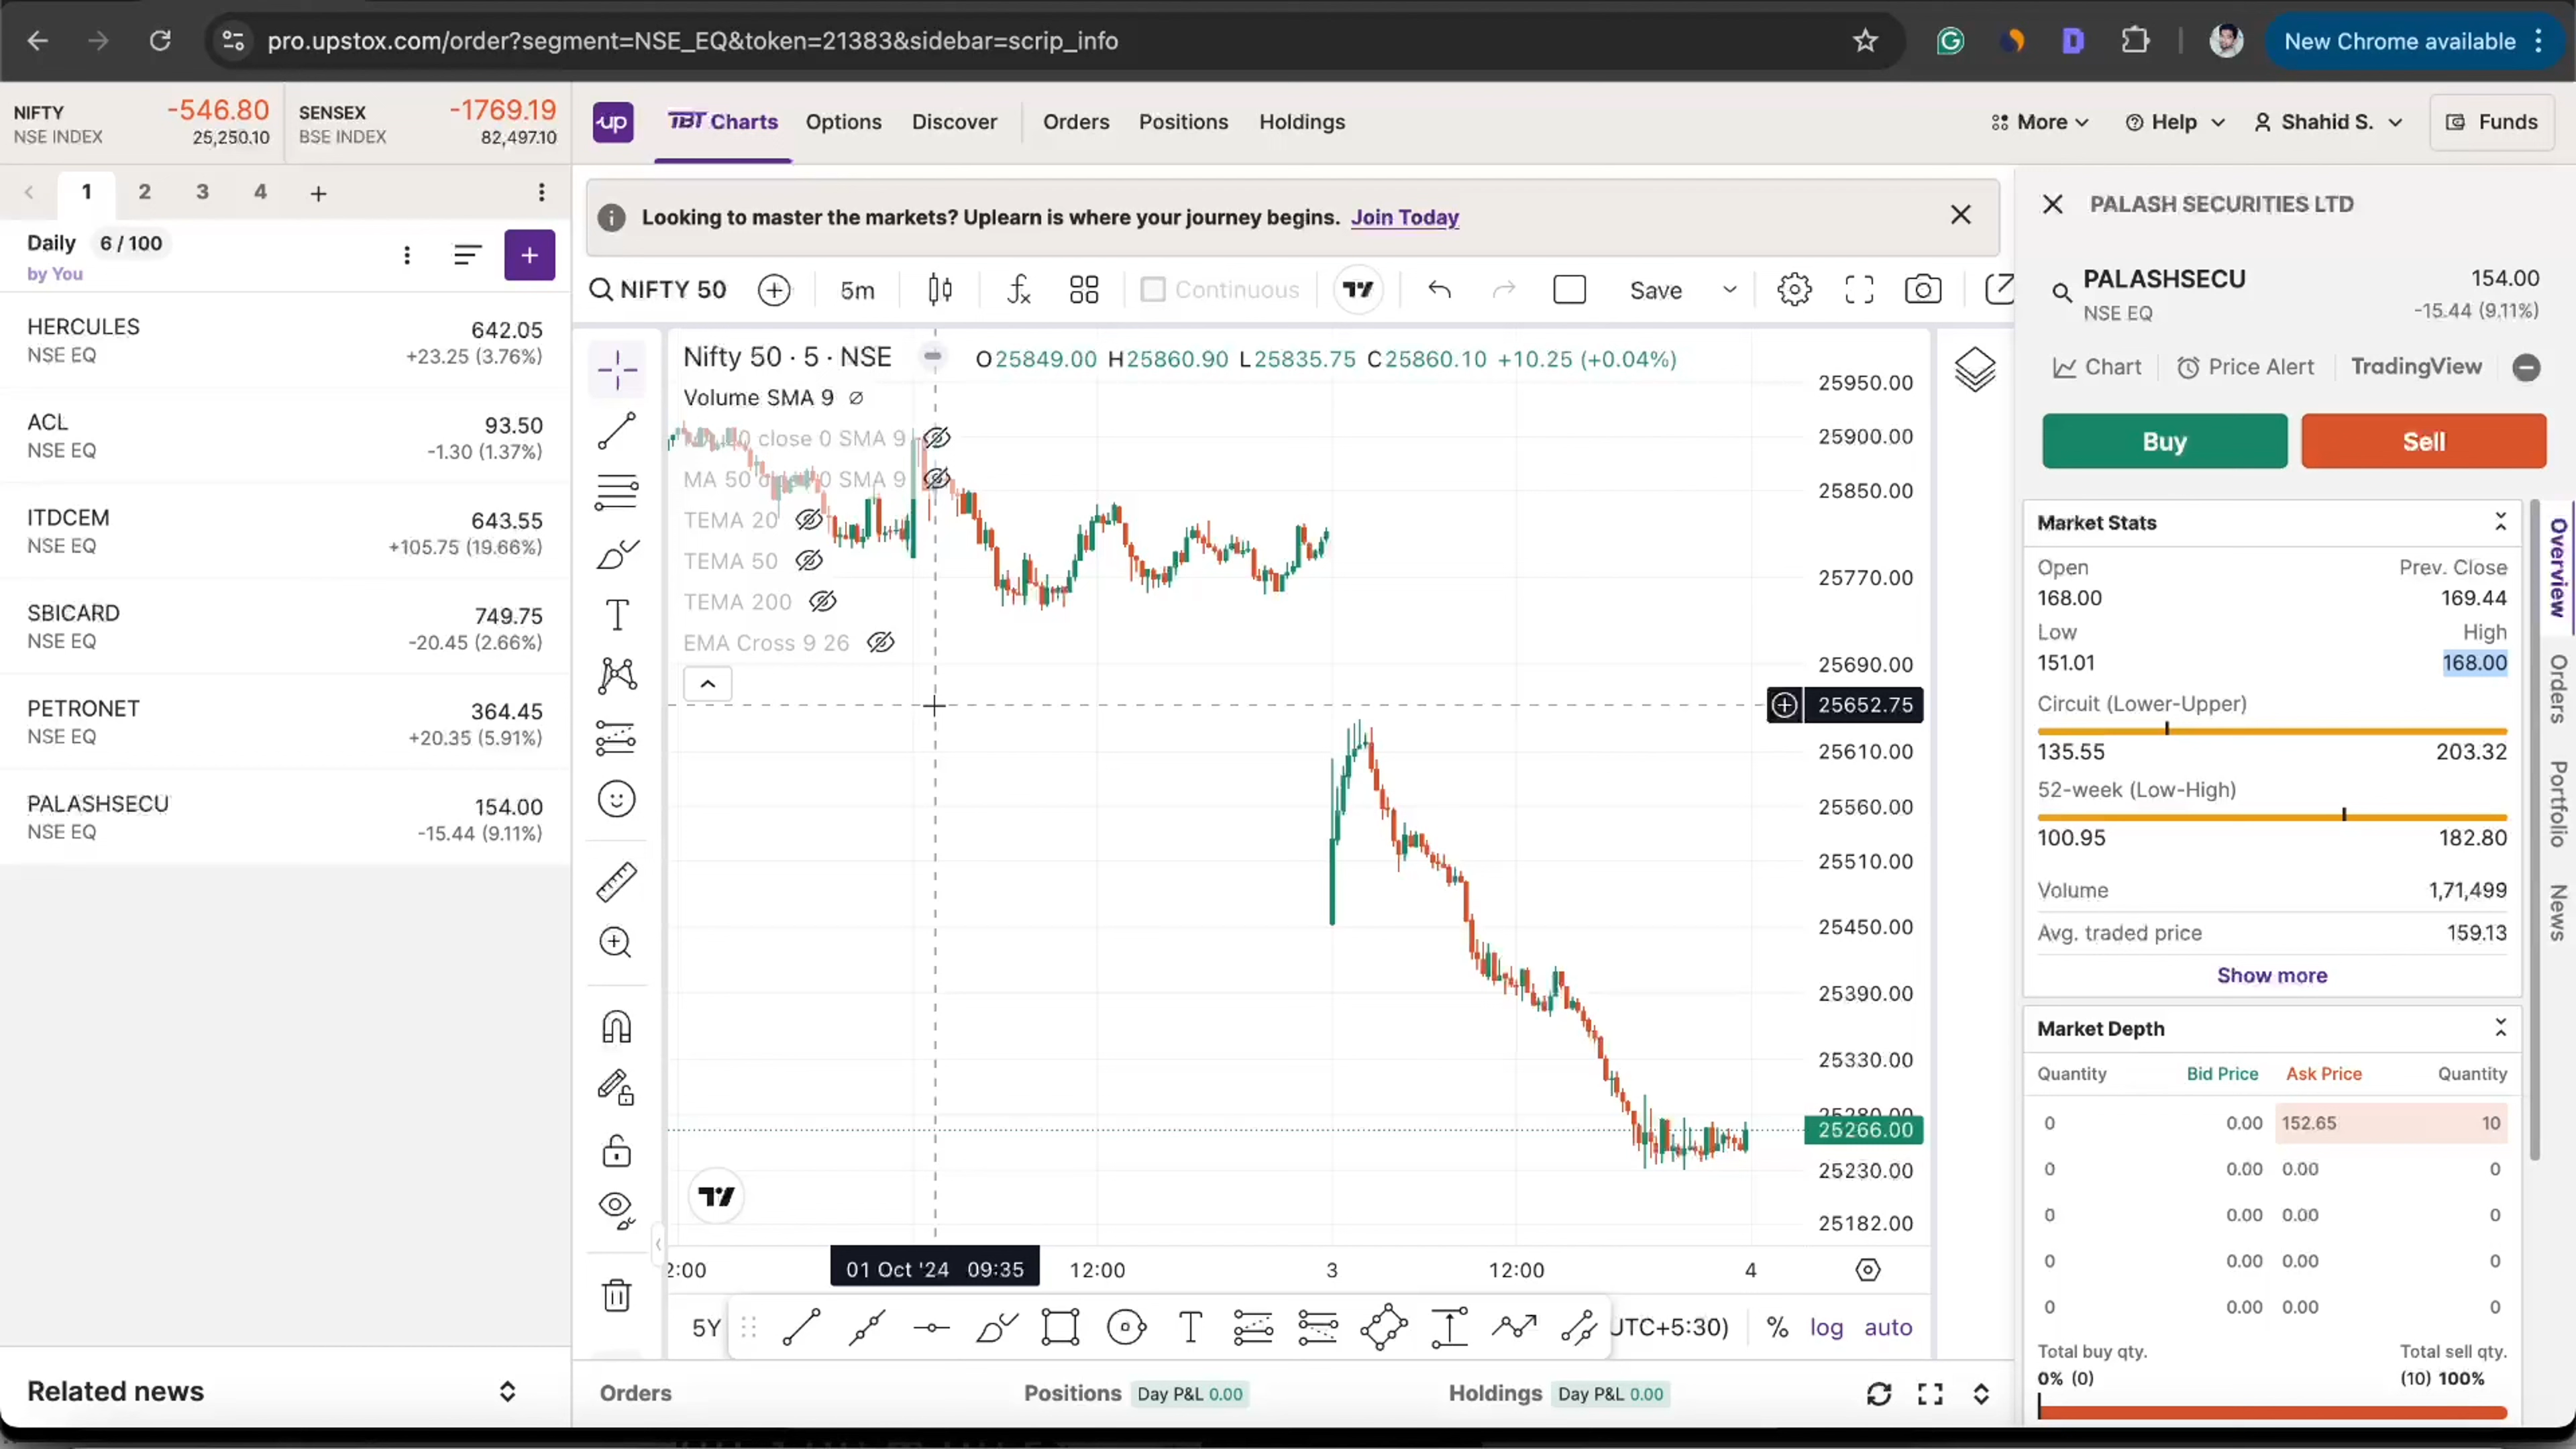 pro.upstox.com/order?segment=NSE_EQ&token=21383&sidebar=scrip_info
New Chrome available
NIFTY -546.80
NSE INDEX 25,250.10
SENSEX -1769.19
BSE INDEX 82,497.10
up
TBT Charts Options Discover Orders Positions Holdings
More Help Shahid S. Funds
1 2 3 4 +
Daily 6 / 100
by You
HERCULES 642.05
NSE EQ +23.25 (3.76%)
ACL 93.50
NSE EQ -1.30 (1.37%)
ITDCEM 643.55
NSE EQ +105.75 (19.66%)
SBICARD 749.75
NSE EQ -20.45 (2.66%)
PETRONET 364.45
NSE EQ +20.35 (5.91%)
PALASHSECU 154.00
NSE EQ -15.44 (9.11%)
Related news
Looking to master the markets? Uplearn is where your journey begins. Join Today
NIFTY 50 5m Continuous Save
Nifty 50 · 5 · NSE O25849.00 H25860.90 L25835.75 C25860.10 +10.25 (+0.04%)
Volume SMA 9
close 0 SMA 9
MA 50 close 0 SMA 9
TEMA 20
TEMA 50
TEMA 200
EMA Cross 9 26
25950.00
25900.00
25850.00
25770.00
25690.00
25652.75
25610.00
25560.00
25510.00
25450.00
25390.00
25330.00
25280.00
25266.00
25230.00
25182.00
2:00 01 Oct '24 09:35 12:00 3 12:00 4
5Y UTC+5:30) % log auto
Orders Positions Day P&L 0.00 Holdings Day P&L 0.00
PALASH SECURITIES LTD
PALASHSECU 154.00
NSE EQ -15.44 (9.11%)
Chart Price Alert TradingView
Buy Sell
Market Stats
Open Prev. Close
168.00 169.44
Low High
151.01 168.00
Circuit (Lower-Upper)
135.55 203.32
52-week (Low-High)
100.95 182.80
Volume 1,71,499
Avg. traded price 159.13
Show more
Market Depth
Quantity Bid Price Ask Price Quantity
0 0.00 152.65 10
0 0.00 0.00 0
0 0.00 0.00 0
0 0.00 0.00 0
0 0.00 0.00 0
Total buy qty. Total sell qty.
0% (0) (10) 100%
Overview
Orders
Portfolio
News